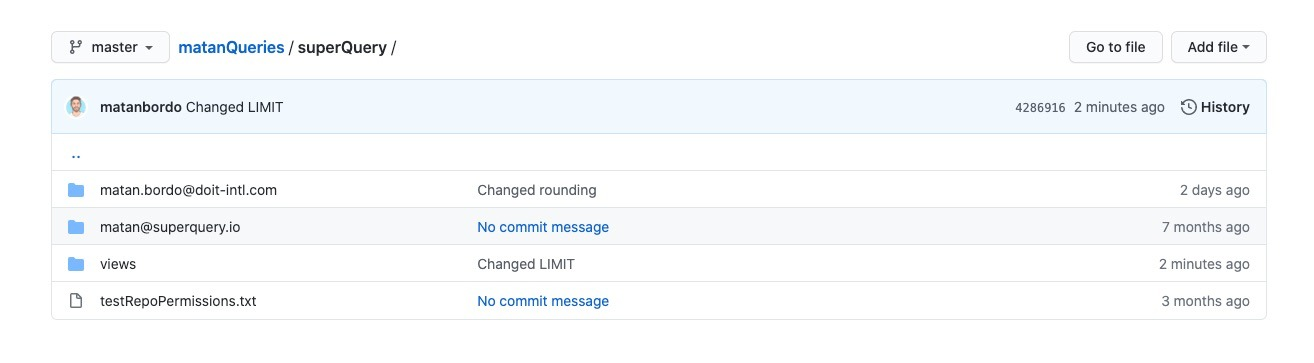 master matanQueries / superQuery / Go to file Add file
matanbordo Changed LIMIT 4286916 2 minutes ago History
..
matan.bordo@doit-intl.com Changed rounding 2 days ago
matan@superquery.io No commit message 7 months ago
views Changed LIMIT 2 minutes ago
testRepoPermissions.txt No commit message 3 months ago